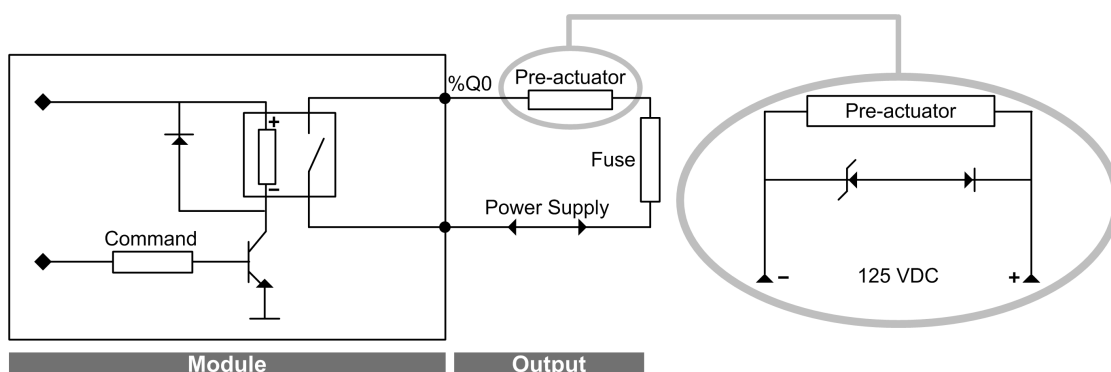 %Q0
Pre-actuator
Fuse
Power Supply
+
−
Command
Pre-actuator
− 125 VDC +
Module
Output